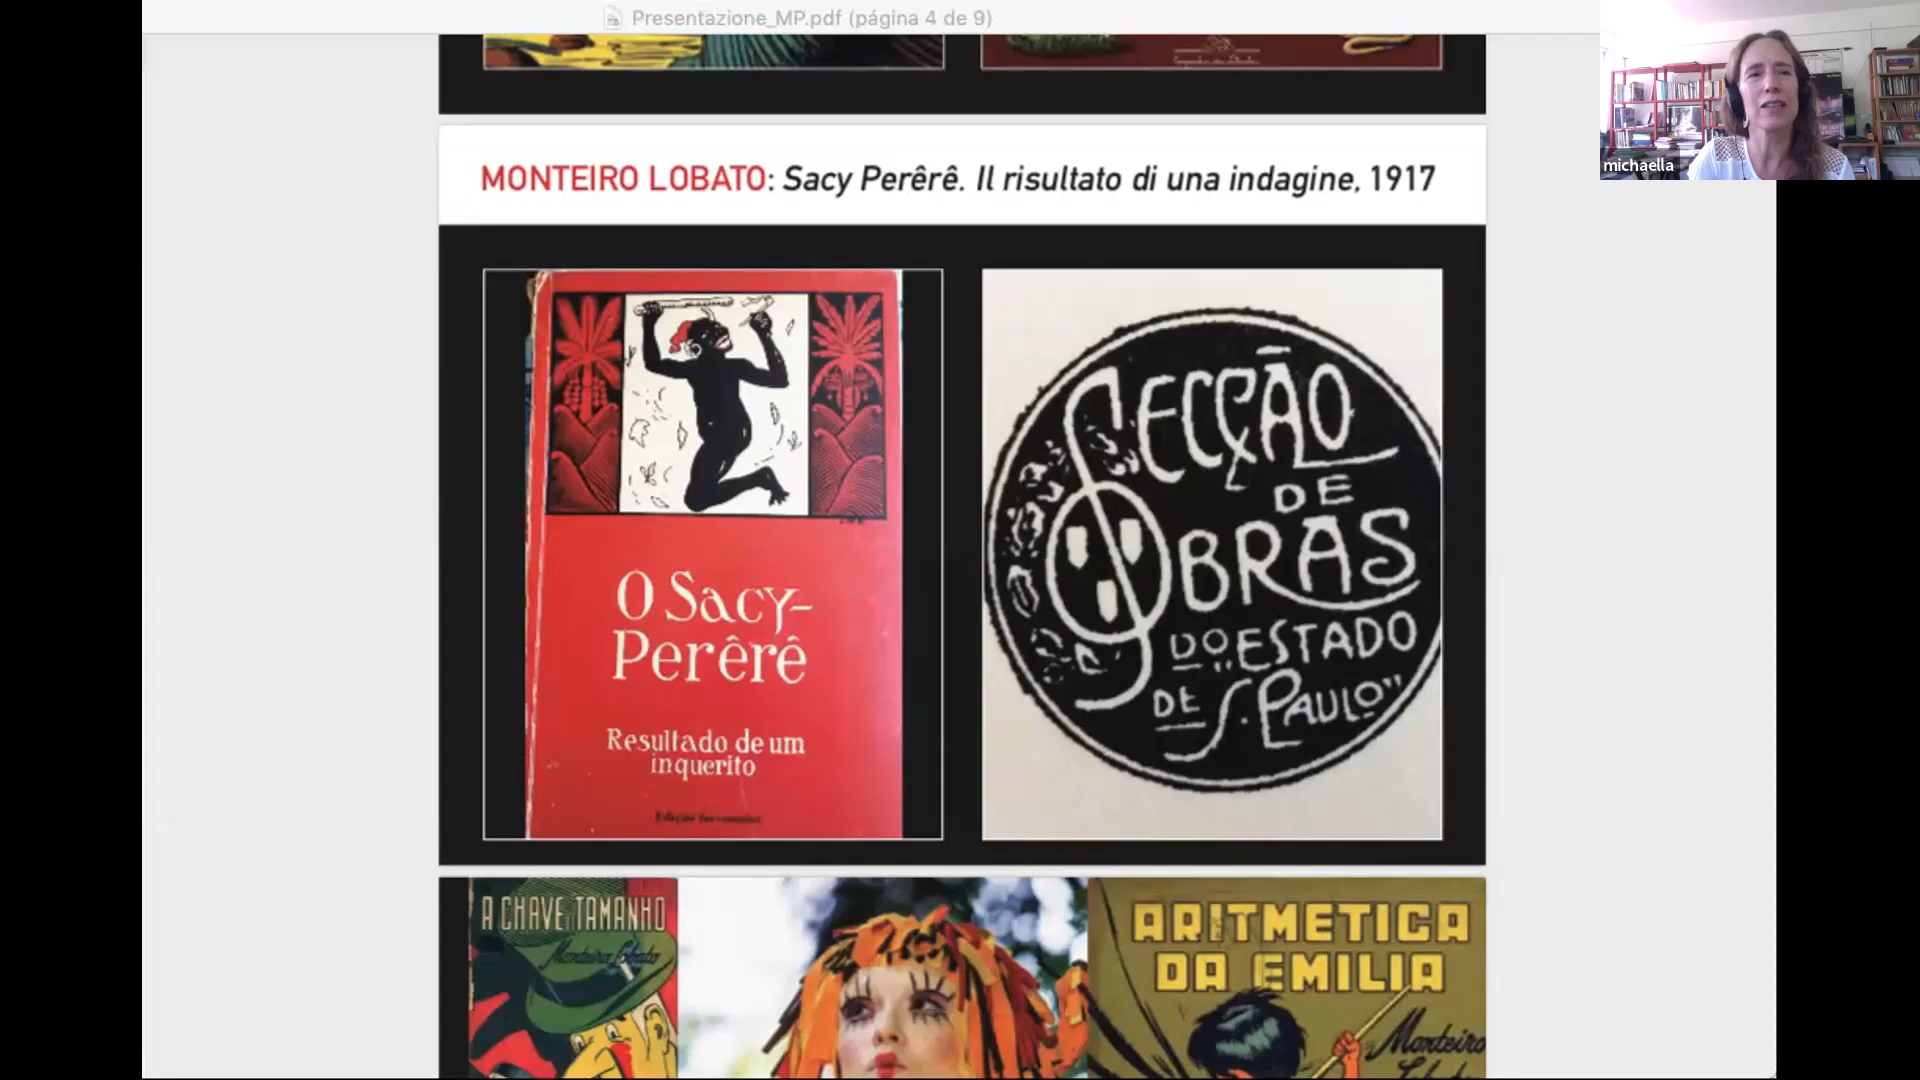 Presentazione_MP.pdf (página 4 de 9)
michaella
MONTEIRO LOBATO: Sacy Perêrê. Il risultato di una indagine, 1917
O Sacy-
Perêrê
Resultado de um
inquerito
SECÇÃO
DE
OBRAS
DO "ESTADO
DE S. PAULO"
A CHAVE DO TAMANHO
Monteiro Lobato
ARITMETICA
DA EMILIA
Monteiro